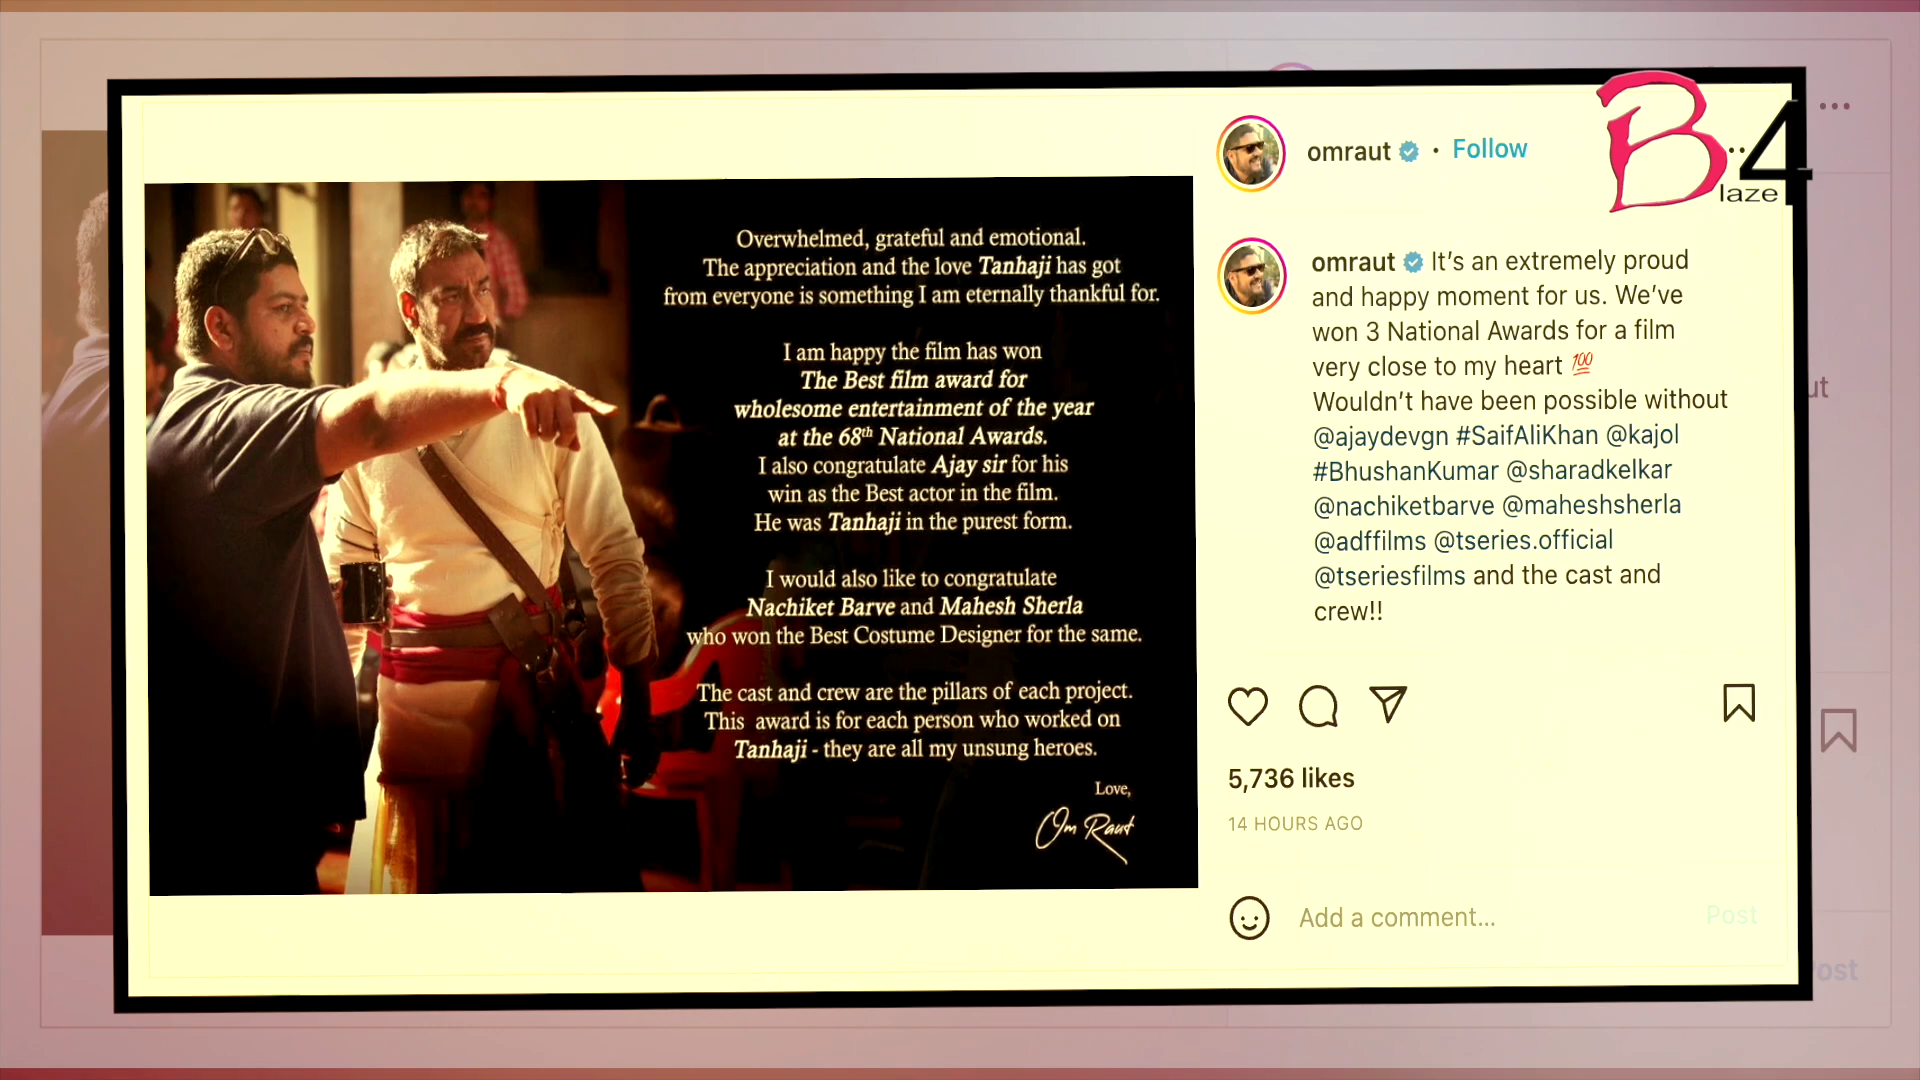 Overwhelmed, grateful and emotional.
The appreciation and the love Tanhaji has got
from everyone is something I am eternally thankful for.
I am happy the film has won
The Best film award for
wholesome entertainment of the year
at the 68th National Awards.
I also congratulate Ajay sir for his
win as the Best actor in the film.
He was Tanhaji in the purest form.
I would also like to congratulate
Nachiket Barve and Mahesh Sherla
who won the Best Costume Designer for the same.
The cast and crew are the pillars of each project.
This award is for each person who worked on
Tanhaji - they are all my unsung heroes.
Love,
Om Raut
omraut • Follow
B4
laze
omraut It’s an extremely proud
and happy moment for us. We’ve
won 3 National Awards for a film
very close to my heart 💯
Wouldn’t have been possible without
@ajaydevgn #SaifAliKhan @kajol
#BhushanKumar @sharadkelkar
@nachiketbarve @maheshsherla
@adffilms @tseries.official
@tseriesfilms and the cast and
crew!!
5,736 likes
14 HOURS AGO
Add a comment...
Post